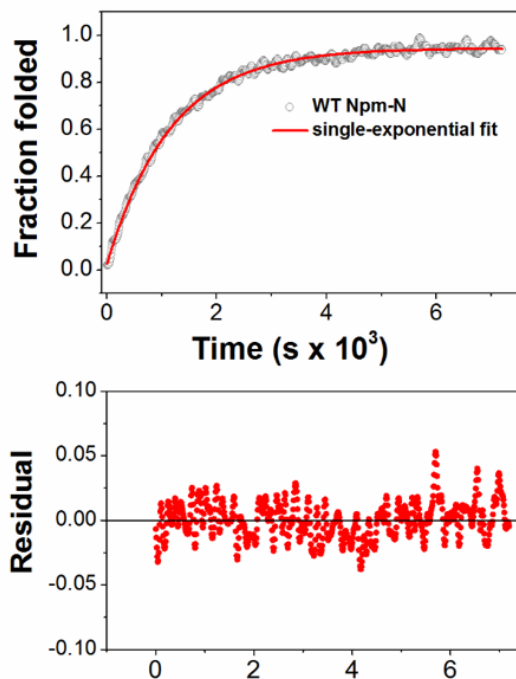 1.0
0.8
0.6
0.4
0.2
0.0
Fraction folded
WT Npm-N
single-exponential fit
0 2 4 6
Time (s x 10³)
0.10
0.05
0.00
-0.05
-0.10
Residual
0 2 4 6